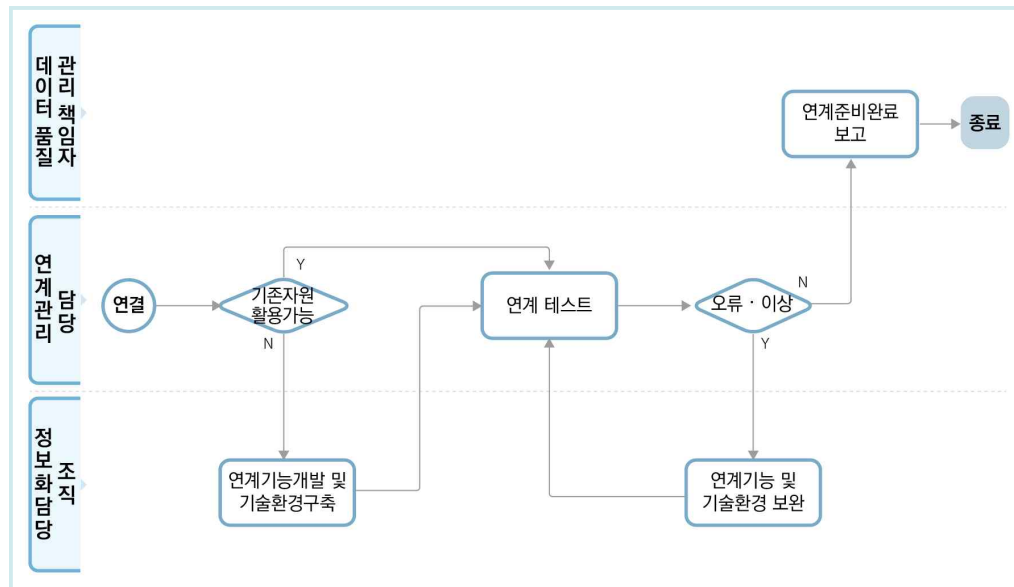 데이터 품질
관리 책임자
연계준비완료
보고
종료
연계관리
담당
연결
기존자원
활용가능
Y
N
연계 테스트
오류 · 이상
N
Y
정보화담당
조직
연계기능개발 및
기술환경구축
연계기능 및
기술환경 보완